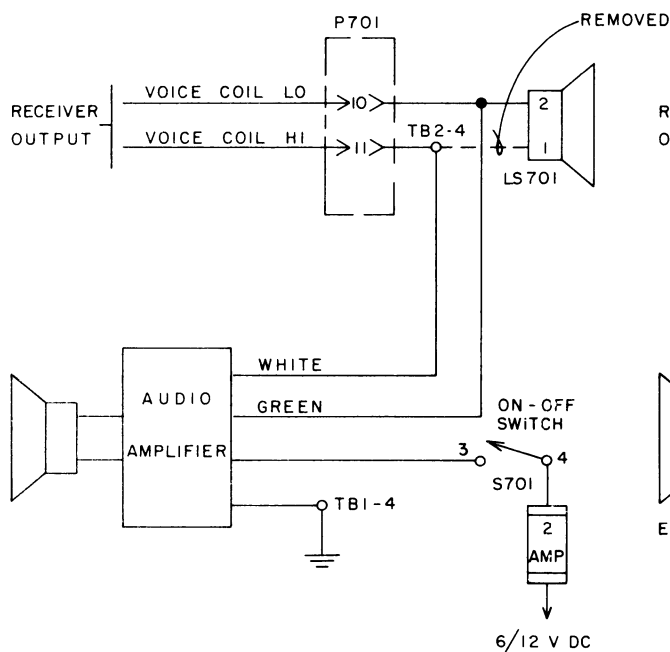 P701
REMOVED
VOICE COIL LO
10
2
RECEIVER
OUTPUT
R
O
VOICE COIL HI
11
TB2-4
1
LS701
WHITE
AUDIO
AMPLIFIER
GREEN
ON-OFF
SWITCH
3
4
S701
TB1-4
2
AMP
E
6/12 V DC